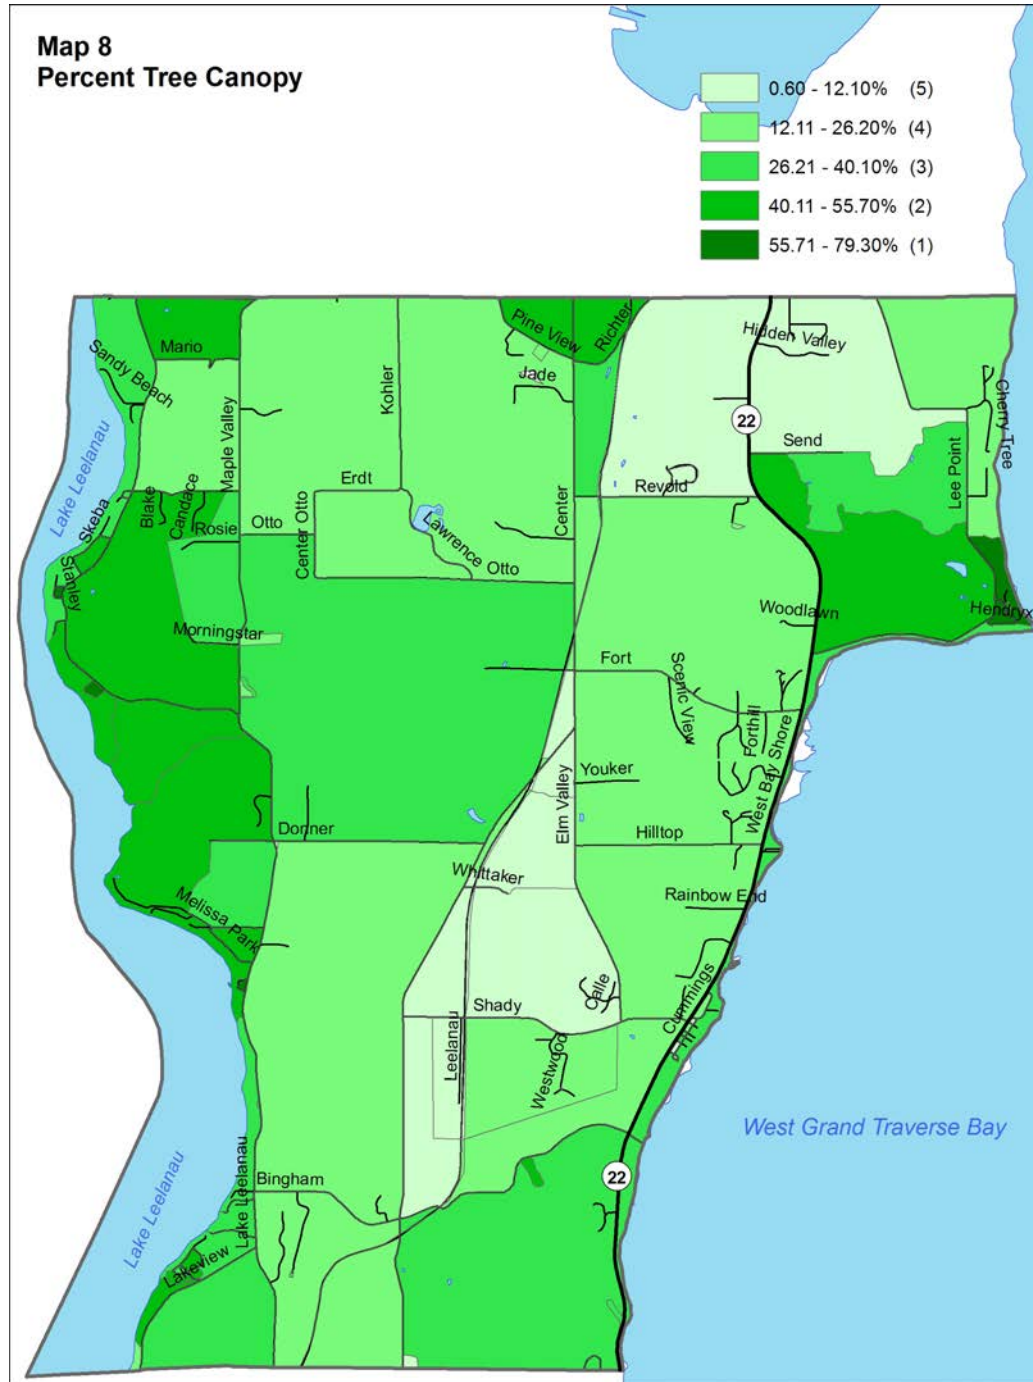 Map 8
Percent Tree Canopy
0.60 - 12.10% (5)
12.11 - 26.20% (4)
26.21 - 40.10% (3)
40.11 - 55.70% (2)
55.71 - 79.30% (1)
Pine View
Richter
Hidden Valley
Mario
Sandy Beach
Kohler
Jade
Cherry Tree
Maple Valley
22
Send
Lee Point
Lake Leelanau
Erdt
Revold
Skeba
Blake
Candace
Rosie
Otto
Center Otto
Lawrence
Otto
Center
Stanley
Woodlawn
Hendryx
Morningstar
Fort
Scenic View
Porthill
West Bay Shore
Youker
Elm Valley
Donner
Hilltop
Whittaker
Rainbow End
Melissa Park
Calle
Cummings
Shady
Leelanau
Westwood
West Grand Traverse Bay
Lake Leelanau
Bingham
22
Lake Leelanau
Lakeview